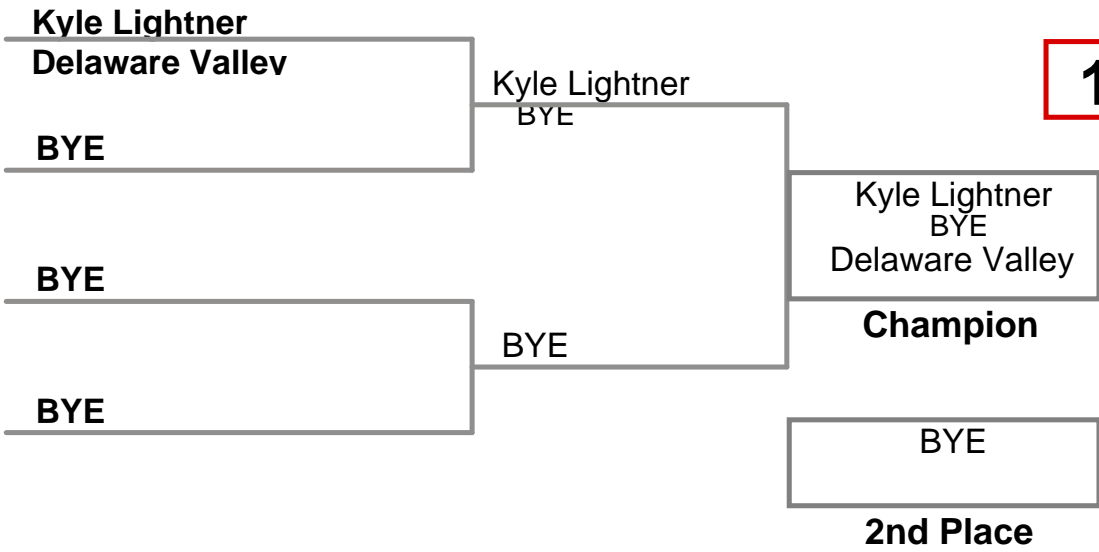 Kyle Lightner
Delaware Valley
BYE
BYE
BYE
Kyle Lightner
BYE
BYE
1
Kyle Lightner
BYE
Delaware Valley
Champion
BYE
2nd Place